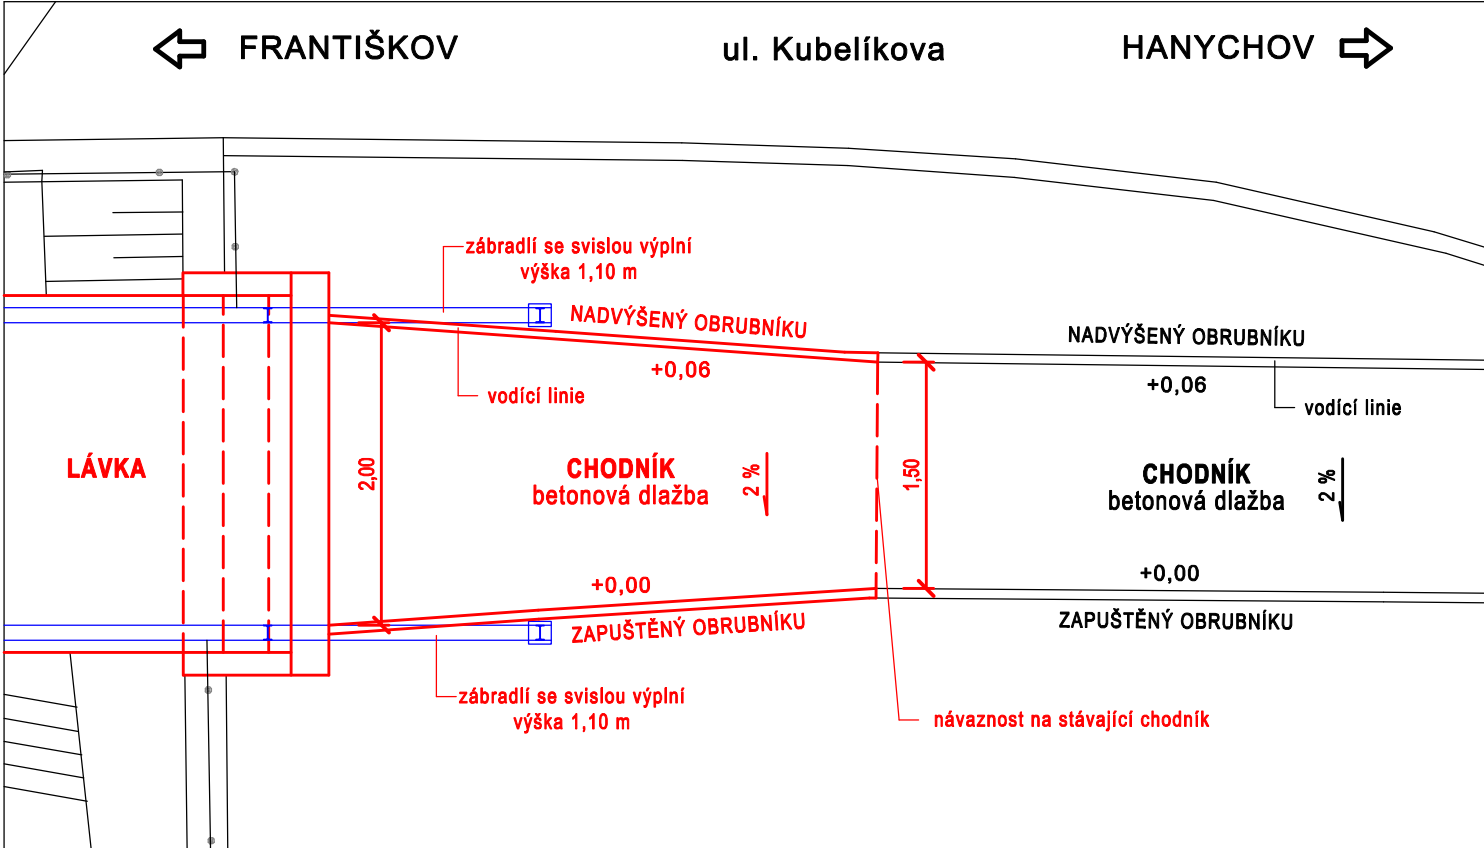 FRANTIŠKOV
ul. Kubelíkova
HANYCHOV
zábradlí se svislou výplní
výška 1,10 m
NADVÝŠENÝ OBRUBNÍKU
NADVÝŠENÝ OBRUBNÍKU
+0,06
+0,06
vodící linie
vodící linie
LÁVKA
2,00
CHODNÍK
betonová dlažba
2 %
1,50
CHODNÍK
betonová dlažba
2 %
+0,00
+0,00
ZAPUŠTĚNÝ OBRUBNÍKU
ZAPUŠTĚNÝ OBRUBNÍKU
zábradlí se svislou výplní
výška 1,10 m
návaznost na stávající chodník